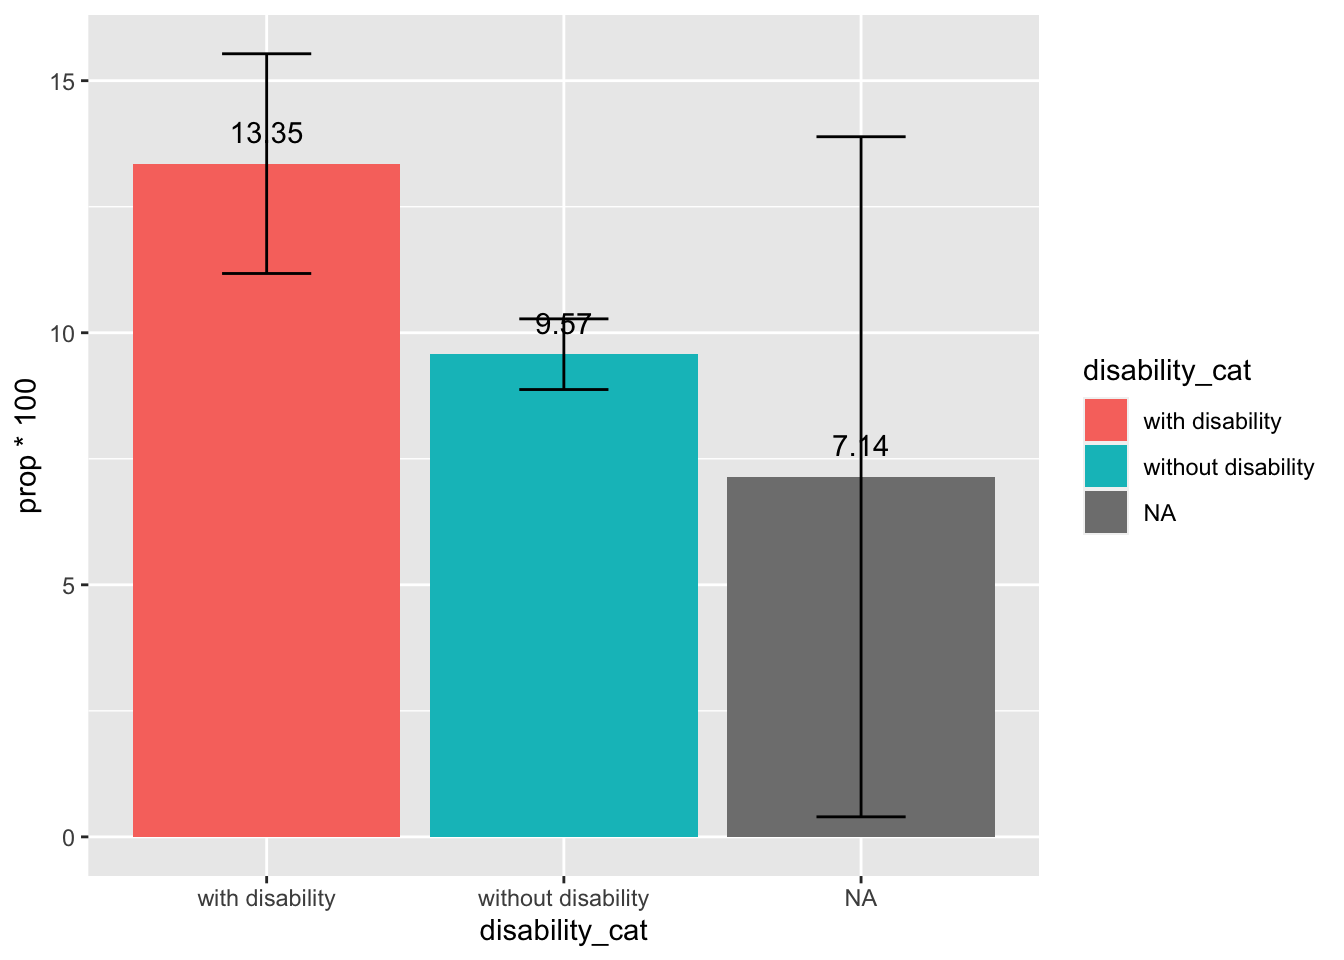 15
10
5
0
prop * 100
13.35
9.57
7.14
with disability
without disability
NA
disability_cat
disability_cat
with disability
without disability
NA